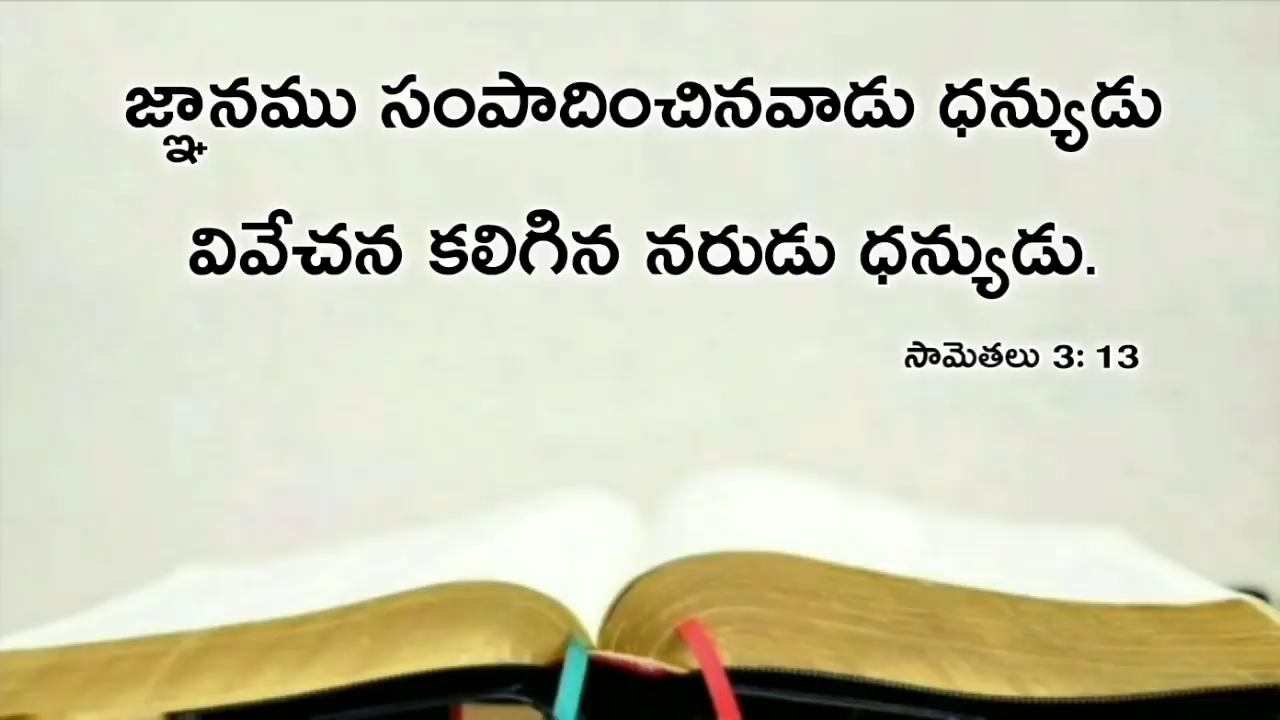 జ్ఞానము సంపాదించినవాడు ధన్యుడు
వివేచన కలిగిన నరుడు ధన్యుడు.
సామెతలు 3: 13